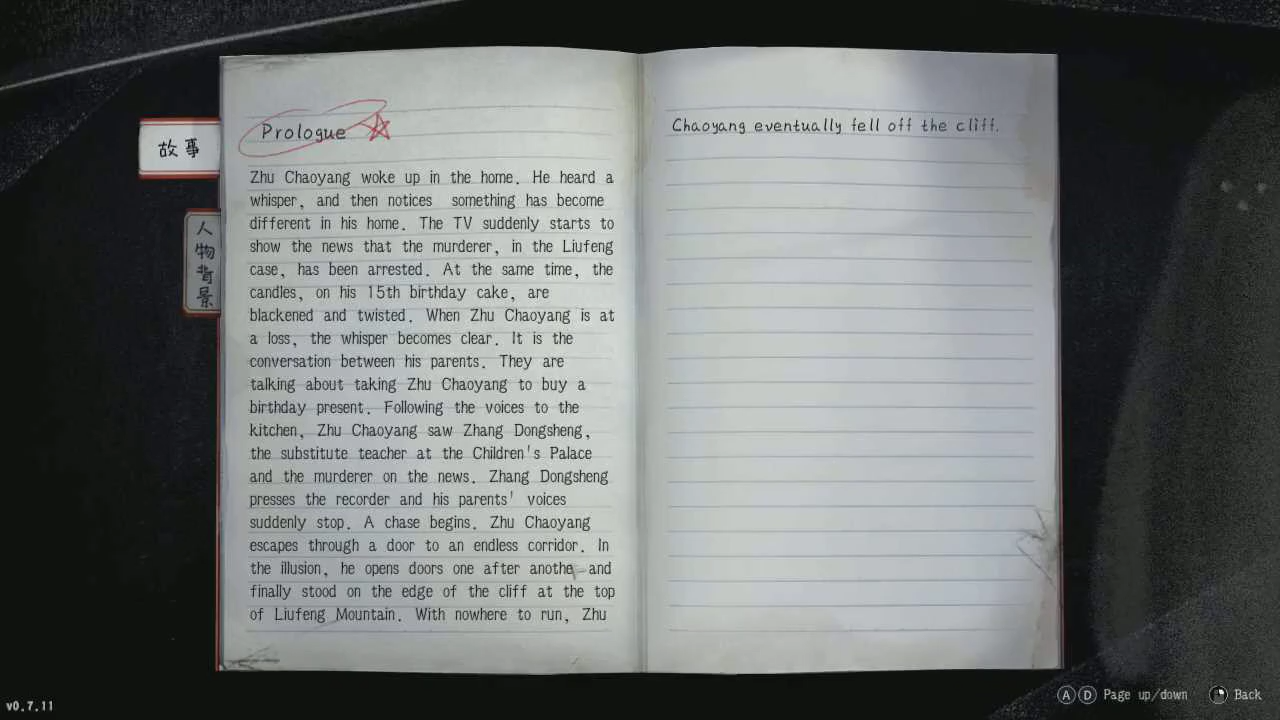 Prologue
故事
人物背景
Zhu Chaoyang woke up in the home. He heard a
whisper, and then notices something has become
different in his home. The TV suddenly starts to
show the news that the murderer, in the Liufeng
case, has been arrested. At the same time, the
candles, on his 15th birthday cake, are
blackened and twisted. When Zhu Chaoyang is at
a loss, the whisper becomes clear. It is the
conversation between his parents. They are
talking about taking Zhu Chaoyang to buy a
birthday present. Following the voices to the
kitchen, Zhu Chaoyang saw Zhang Dongsheng,
the substitute teacher at the Children's Palace
and the murderer on the news. Zhang Dongsheng
presses the recorder and his parents' voices
suddenly stop. A chase begins. Zhu Chaoyang
escapes through a door to an endless corridor. In
the illusion, he opens doors one after anothe and
finally stood on the edge of the cliff at the top
of Liufeng Mountain. With nowhere to run, Zhu
Chaoyang eventually fell off the cliff.
v0.7.11
A D Page up/down Back